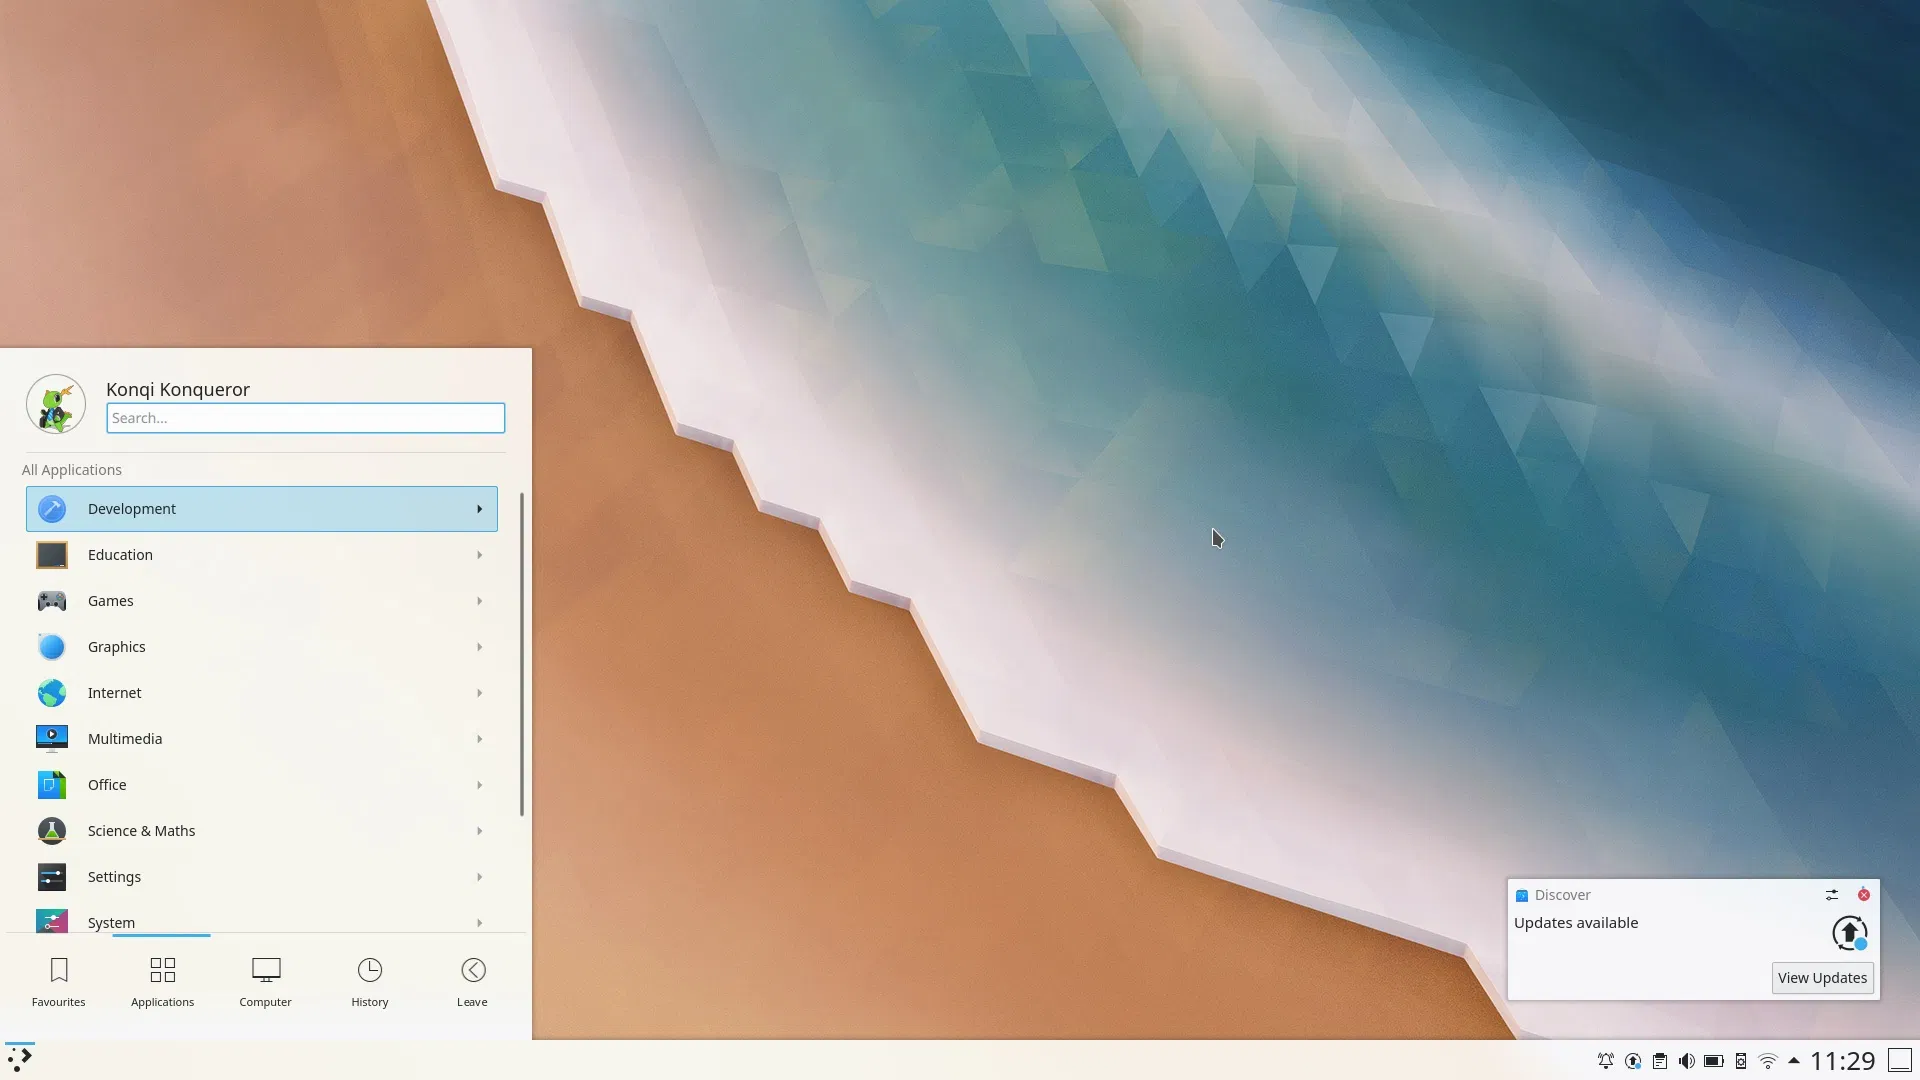 Konqi Konqueror
Search...
All Applications
Development
Education
Games
Graphics
Internet
Multimedia
Office
Science & Maths
Settings
System
Favourites
Applications
Computer
History
Leave
Discover
Updates available
View Updates
11:29